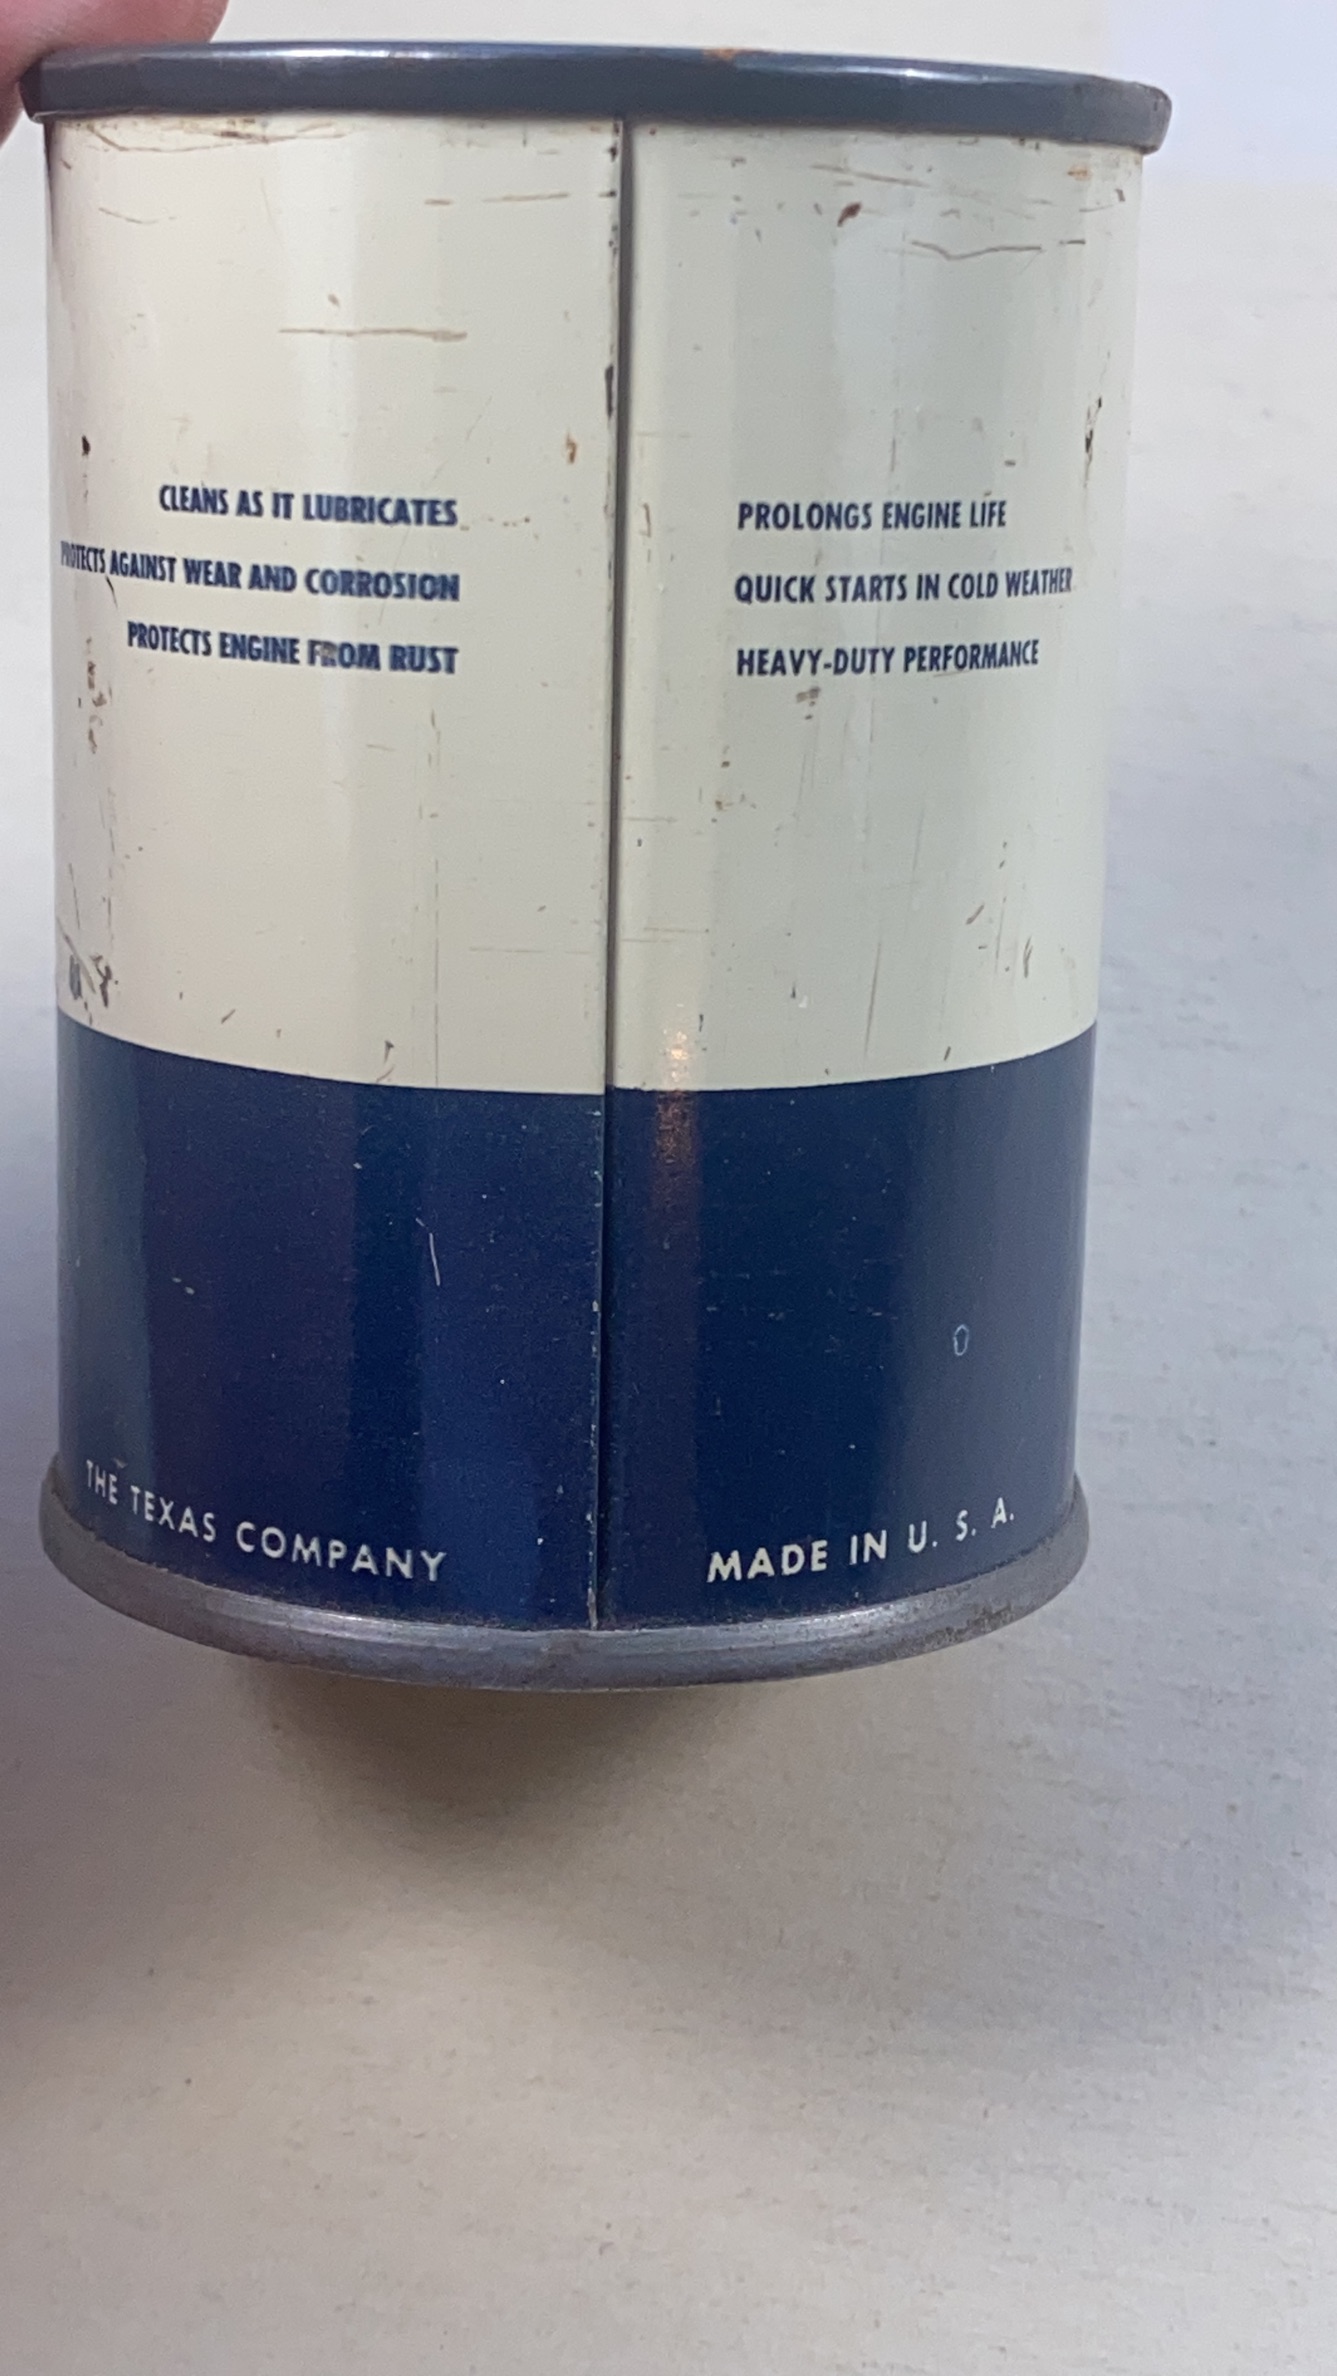 CLEANS AS IT LUBRICATES
PROTECTS AGAINST WEAR AND CORROSION
PROTECTS ENGINE FROM RUST
PROLONGS ENGINE LIFE
QUICK STARTS IN COLD WEATHER
HEAVY-DUTY PERFORMANCE
THE TEXAS COMPANY
MADE IN U. S. A.